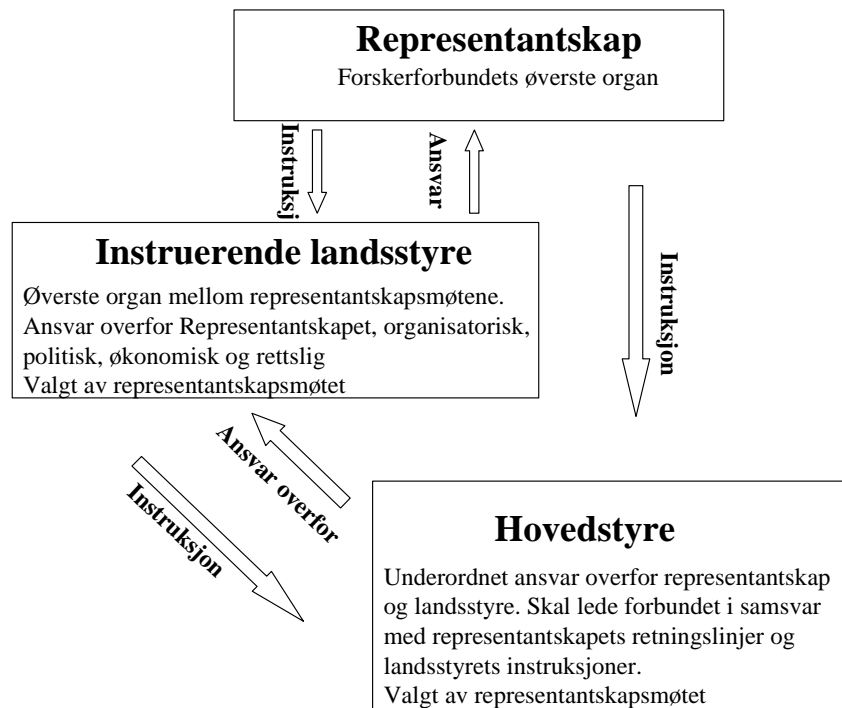 Representantskap
Forskerforbundets øverste organ
Instruksj
Ansvar
Instruksjon
Instruerende landsstyre
Øverste organ mellom representantskapsmøtene.
Ansvar overfor Representantskapet, organisatorisk,
politisk, økonomisk og rettslig
Valgt av representantskapsmøtet
Ansvar overfor
Instruksjon
Hovedstyre
Underordnet ansvar overfor representantskap
og landsstyre. Skal lede forbundet i samsvar
med representantskapets retningslinjer og
landsstyrets instruksjoner.
Valgt av representantskapsmøtet